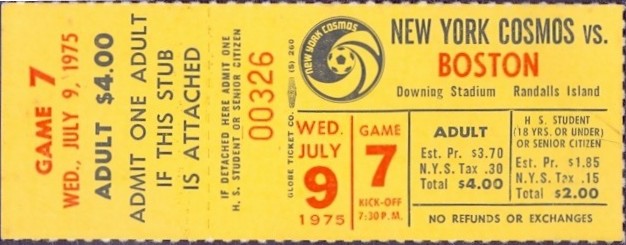 GAME 7
WED., JULY 9, 1975
ADULT $4.00
ADMIT ONE ADULT
IF THIS STUB
IS ATTACHED
IF DETACHED HERE ADMIT ONE
H. S. STUDENT OR SENIOR CITIZEN
00326
GLOBE TICKET CO. (S) 260
NEW YORK COSMOS
NEW YORK COSMOS vs.
BOSTON
Downing Stadium Randalls Island
WED.
JULY
9
1975
GAME
7
KICK-OFF
7:30 P.M.
ADULT
Est. Pr. $3.70
N.Y.S. Tax .30
Total $4.00
H S. STUDENT
(18 YRS. OR UNDER)
OR SENIOR CITIZEN
Est. Pr. $1.85
N.Y.S. Tax .15
Total $2.00
NO REFUNDS OR EXCHANGES